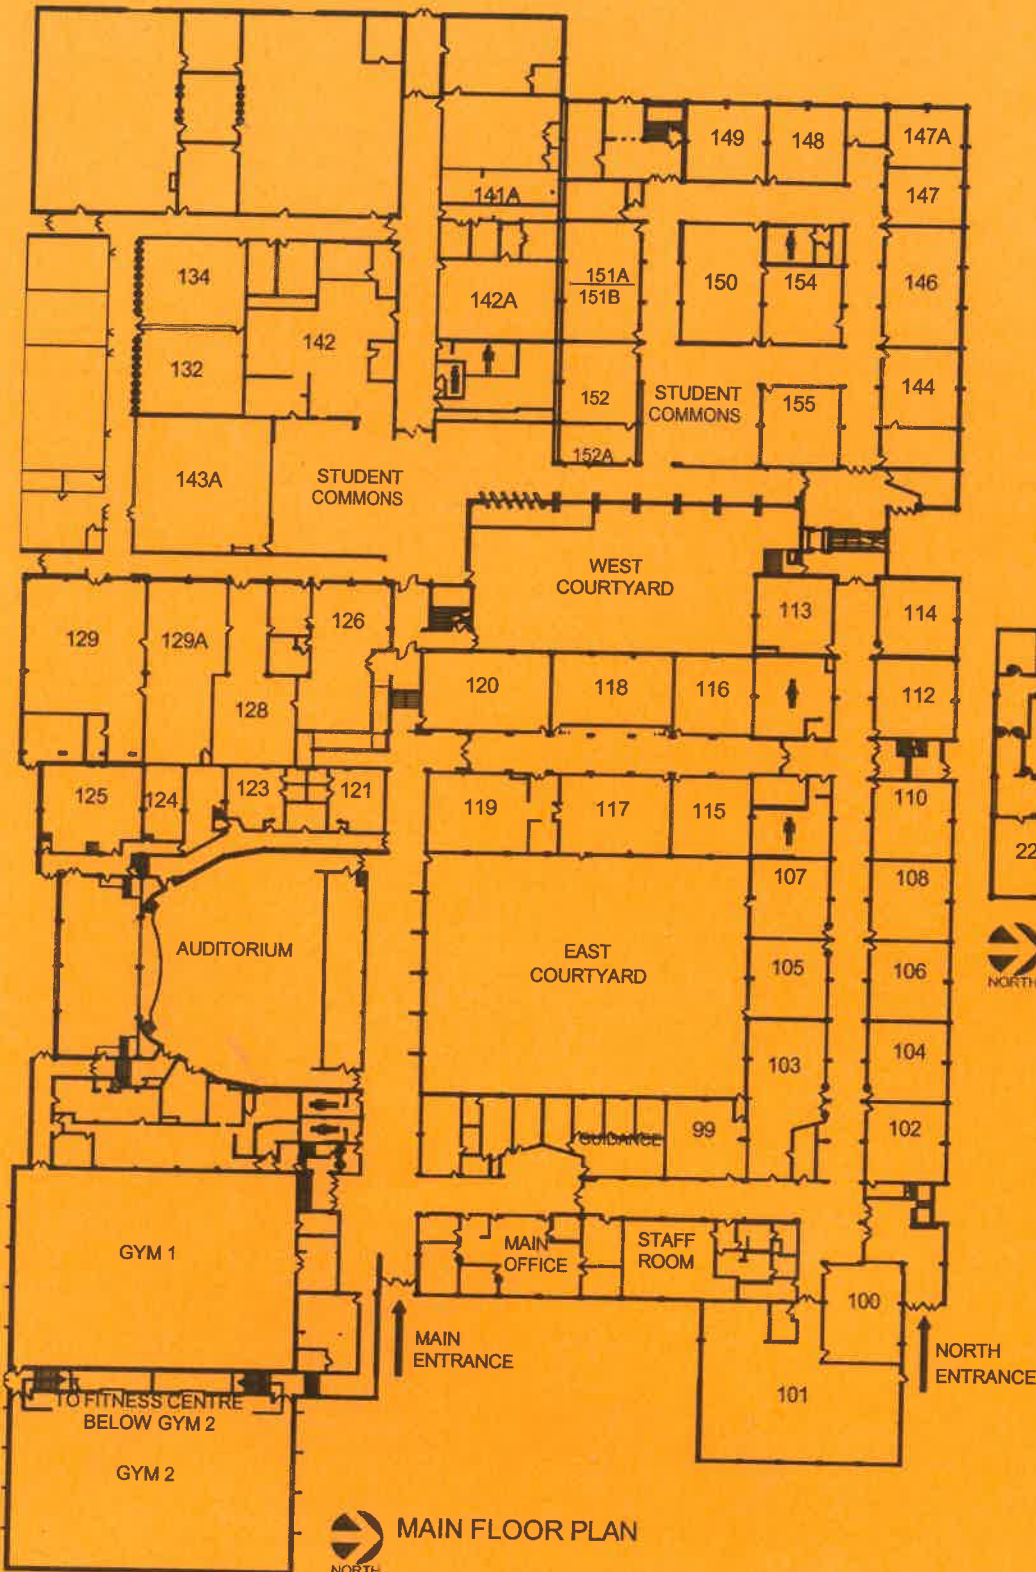 149
148
147A
147
141A
134
142A
151A
151B
150
154
146
142
132
152
STUDENT
COMMONS
155
144
152A
143A
STUDENT
COMMONS
WEST
COURTYARD
113
114
129
129A
126
120
118
116
112
128
125
124
123
121
119
117
115
110
22
107
108
AUDITORIUM
EAST
COURTYARD
105
106
NORTH
103
104
GUIDANCE
99
102
GYM 1
MAIN
OFFICE
STAFF
ROOM
100
MAIN
ENTRANCE
NORTH
ENTRANCE
101
TO FITNESS CENTRE
BELOW GYM 2
GYM 2
MAIN FLOOR PLAN
NORTH